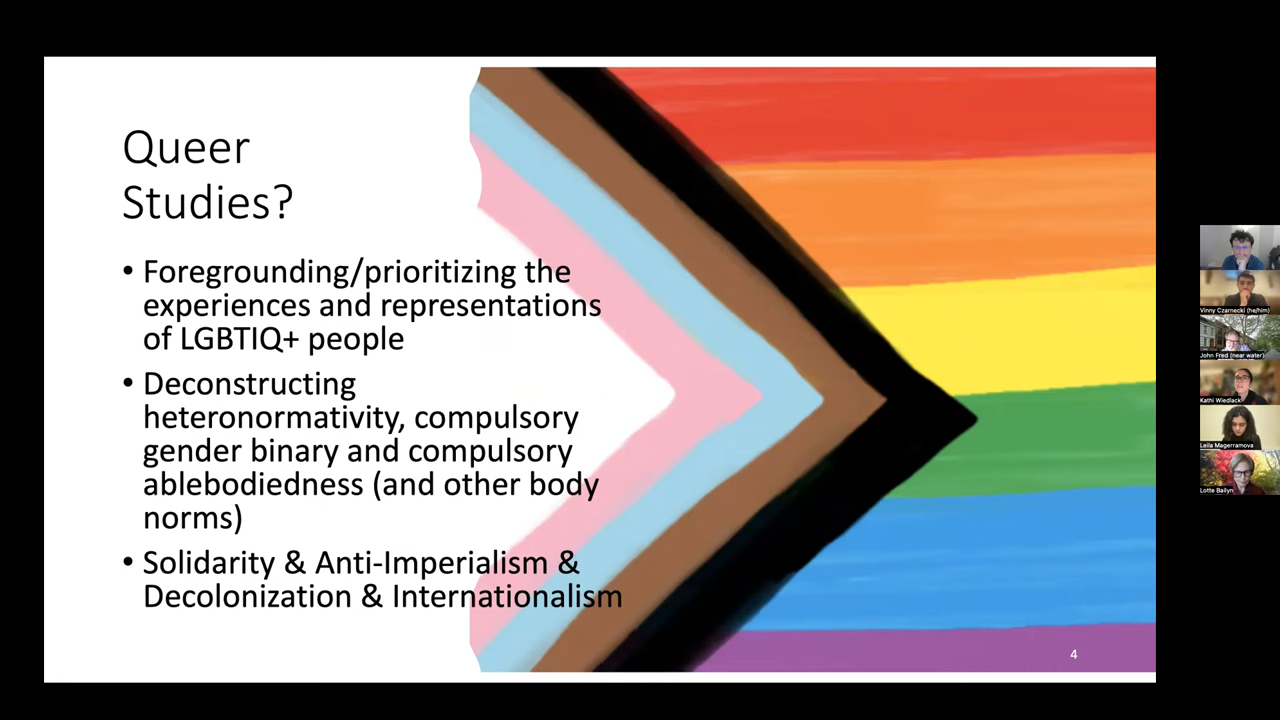 Queer
Studies?
• Foregrounding/prioritizing the
experiences and representations
of LGBTIQ+ people
• Deconstructing
heteronormativity, compulsory
gender binary and compulsory
ablebodiedness (and other body
norms)
• Solidarity & Anti-Imperialism &
Decolonization & Internationalism
4
Vinny Czarnecki (he/him)
John Fred (near water)
Kathi Wiedlack
Leila Magerramova
Lotte Bailyn